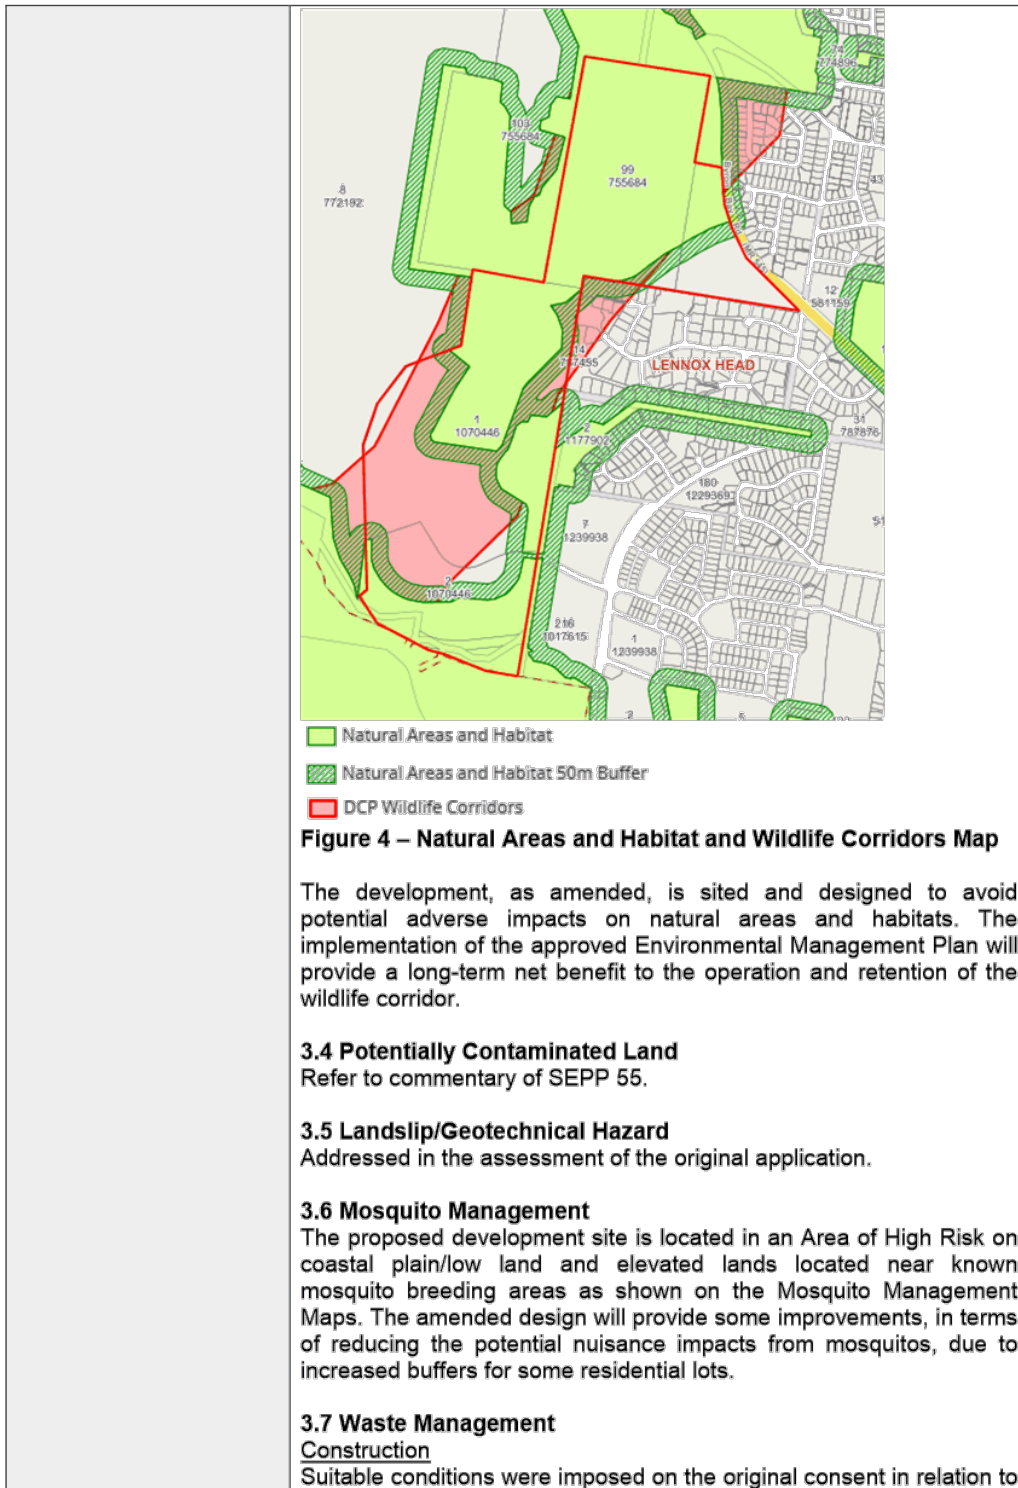 74
774896
103
755684
99
755684
8
772192
43
12
561159
14
LENNOX HEAD
1
1070446
2
1177902
31
787876
180
1229369
51
7
1239938
2
1070446
216
1017615
1
1239938
2
5
Natural Areas and Habitat
Natural Areas and Habitat 50m Buffer
DCP Wildlife Corridors
Figure 4 – Natural Areas and Habitat and Wildlife Corridors Map
The development, as amended, is sited and designed to avoid
potential adverse impacts on natural areas and habitats. The
implementation of the approved Environmental Management Plan will
provide a long-term net benefit to the operation and retention of the
wildlife corridor.
3.4 Potentially Contaminated Land
Refer to commentary of SEPP 55.
3.5 Landslip/Geotechnical Hazard
Addressed in the assessment of the original application.
3.6 Mosquito Management
The proposed development site is located in an Area of High Risk on
coastal plain/low land and elevated lands located near known
mosquito breeding areas as shown on the Mosquito Management
Maps. The amended design will provide some improvements, in terms
of reducing the potential nuisance impacts from mosquitos, due to
increased buffers for some residential lots.
3.7 Waste Management
Construction
Suitable conditions were imposed on the original consent in relation to